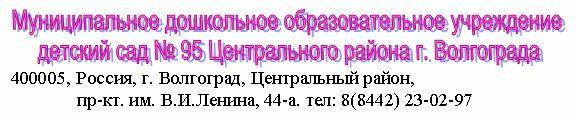 Муниципальное дошкольное образовательное учреждение
детский сад № 95 Центрального района г. Волгограда
400005, Россия, г. Волгоград, Центральный район,
пр-кт. им. В.И.Ленина, 44-а. тел: 8(8442) 23-02-97